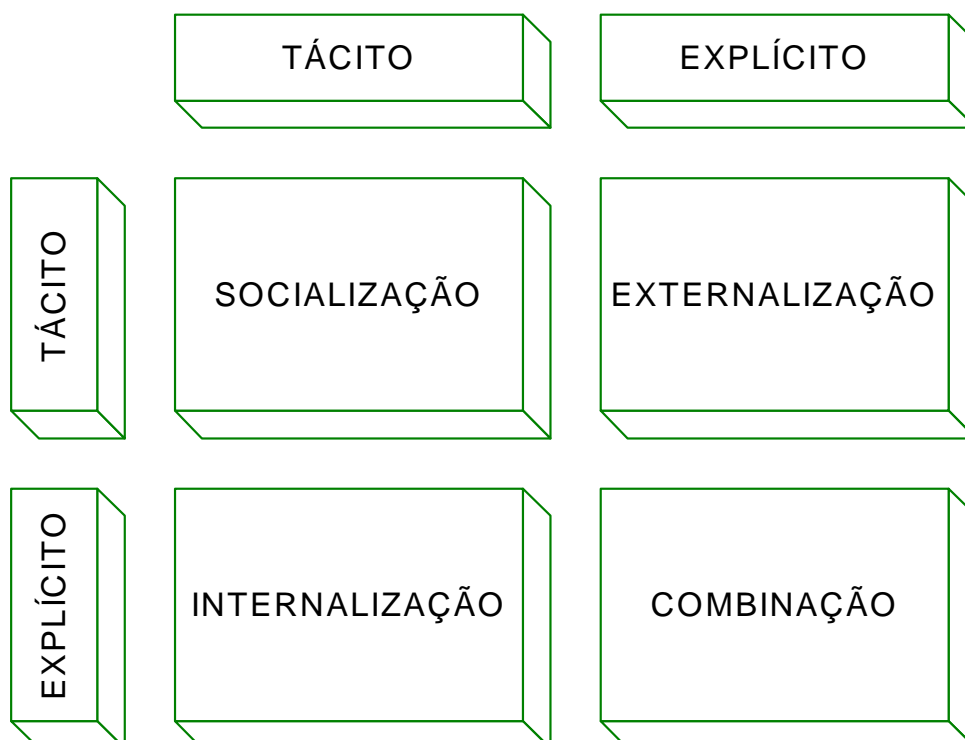 TÁCITO
EXPLÍCITO
TÁCITO
SOCIALIZAÇÃO
EXTERNALIZAÇÃO
EXPLÍCITO
INTERNALIZAÇÃO
COMBINAÇÃO